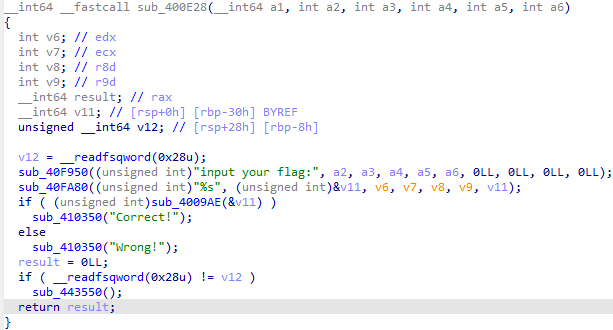 __int64 __fastcall sub_400E28(__int64 a1, int a2, int a3, int a4, int a5, int a6)
{
  int v6; // edx
  int v7; // ecx
  int v8; // r8d
  int v9; // r9d
  __int64 result; // rax
  __int64 v11; // [rsp+0h] [rbp-30h] BYREF
  unsigned __int64 v12; // [rsp+28h] [rbp-8h]

  v12 = __readfsqword(0x28u);
  sub_40F950((unsigned int)"input your flag:", a2, a3, a4, a5, a6, 0LL, 0LL, 0LL, 0LL);
  sub_40FA80((unsigned int)"%s", (unsigned int)&v11, v6, v7, v8, v9, v11);
  if ( (unsigned int)sub_4009AE(&v11) )
    sub_410350("Correct!");
  else
    sub_410350("Wrong!");
  result = 0LL;
  if ( __readfsqword(0x28u) != v12 )
    sub_443550();
  return result;
}